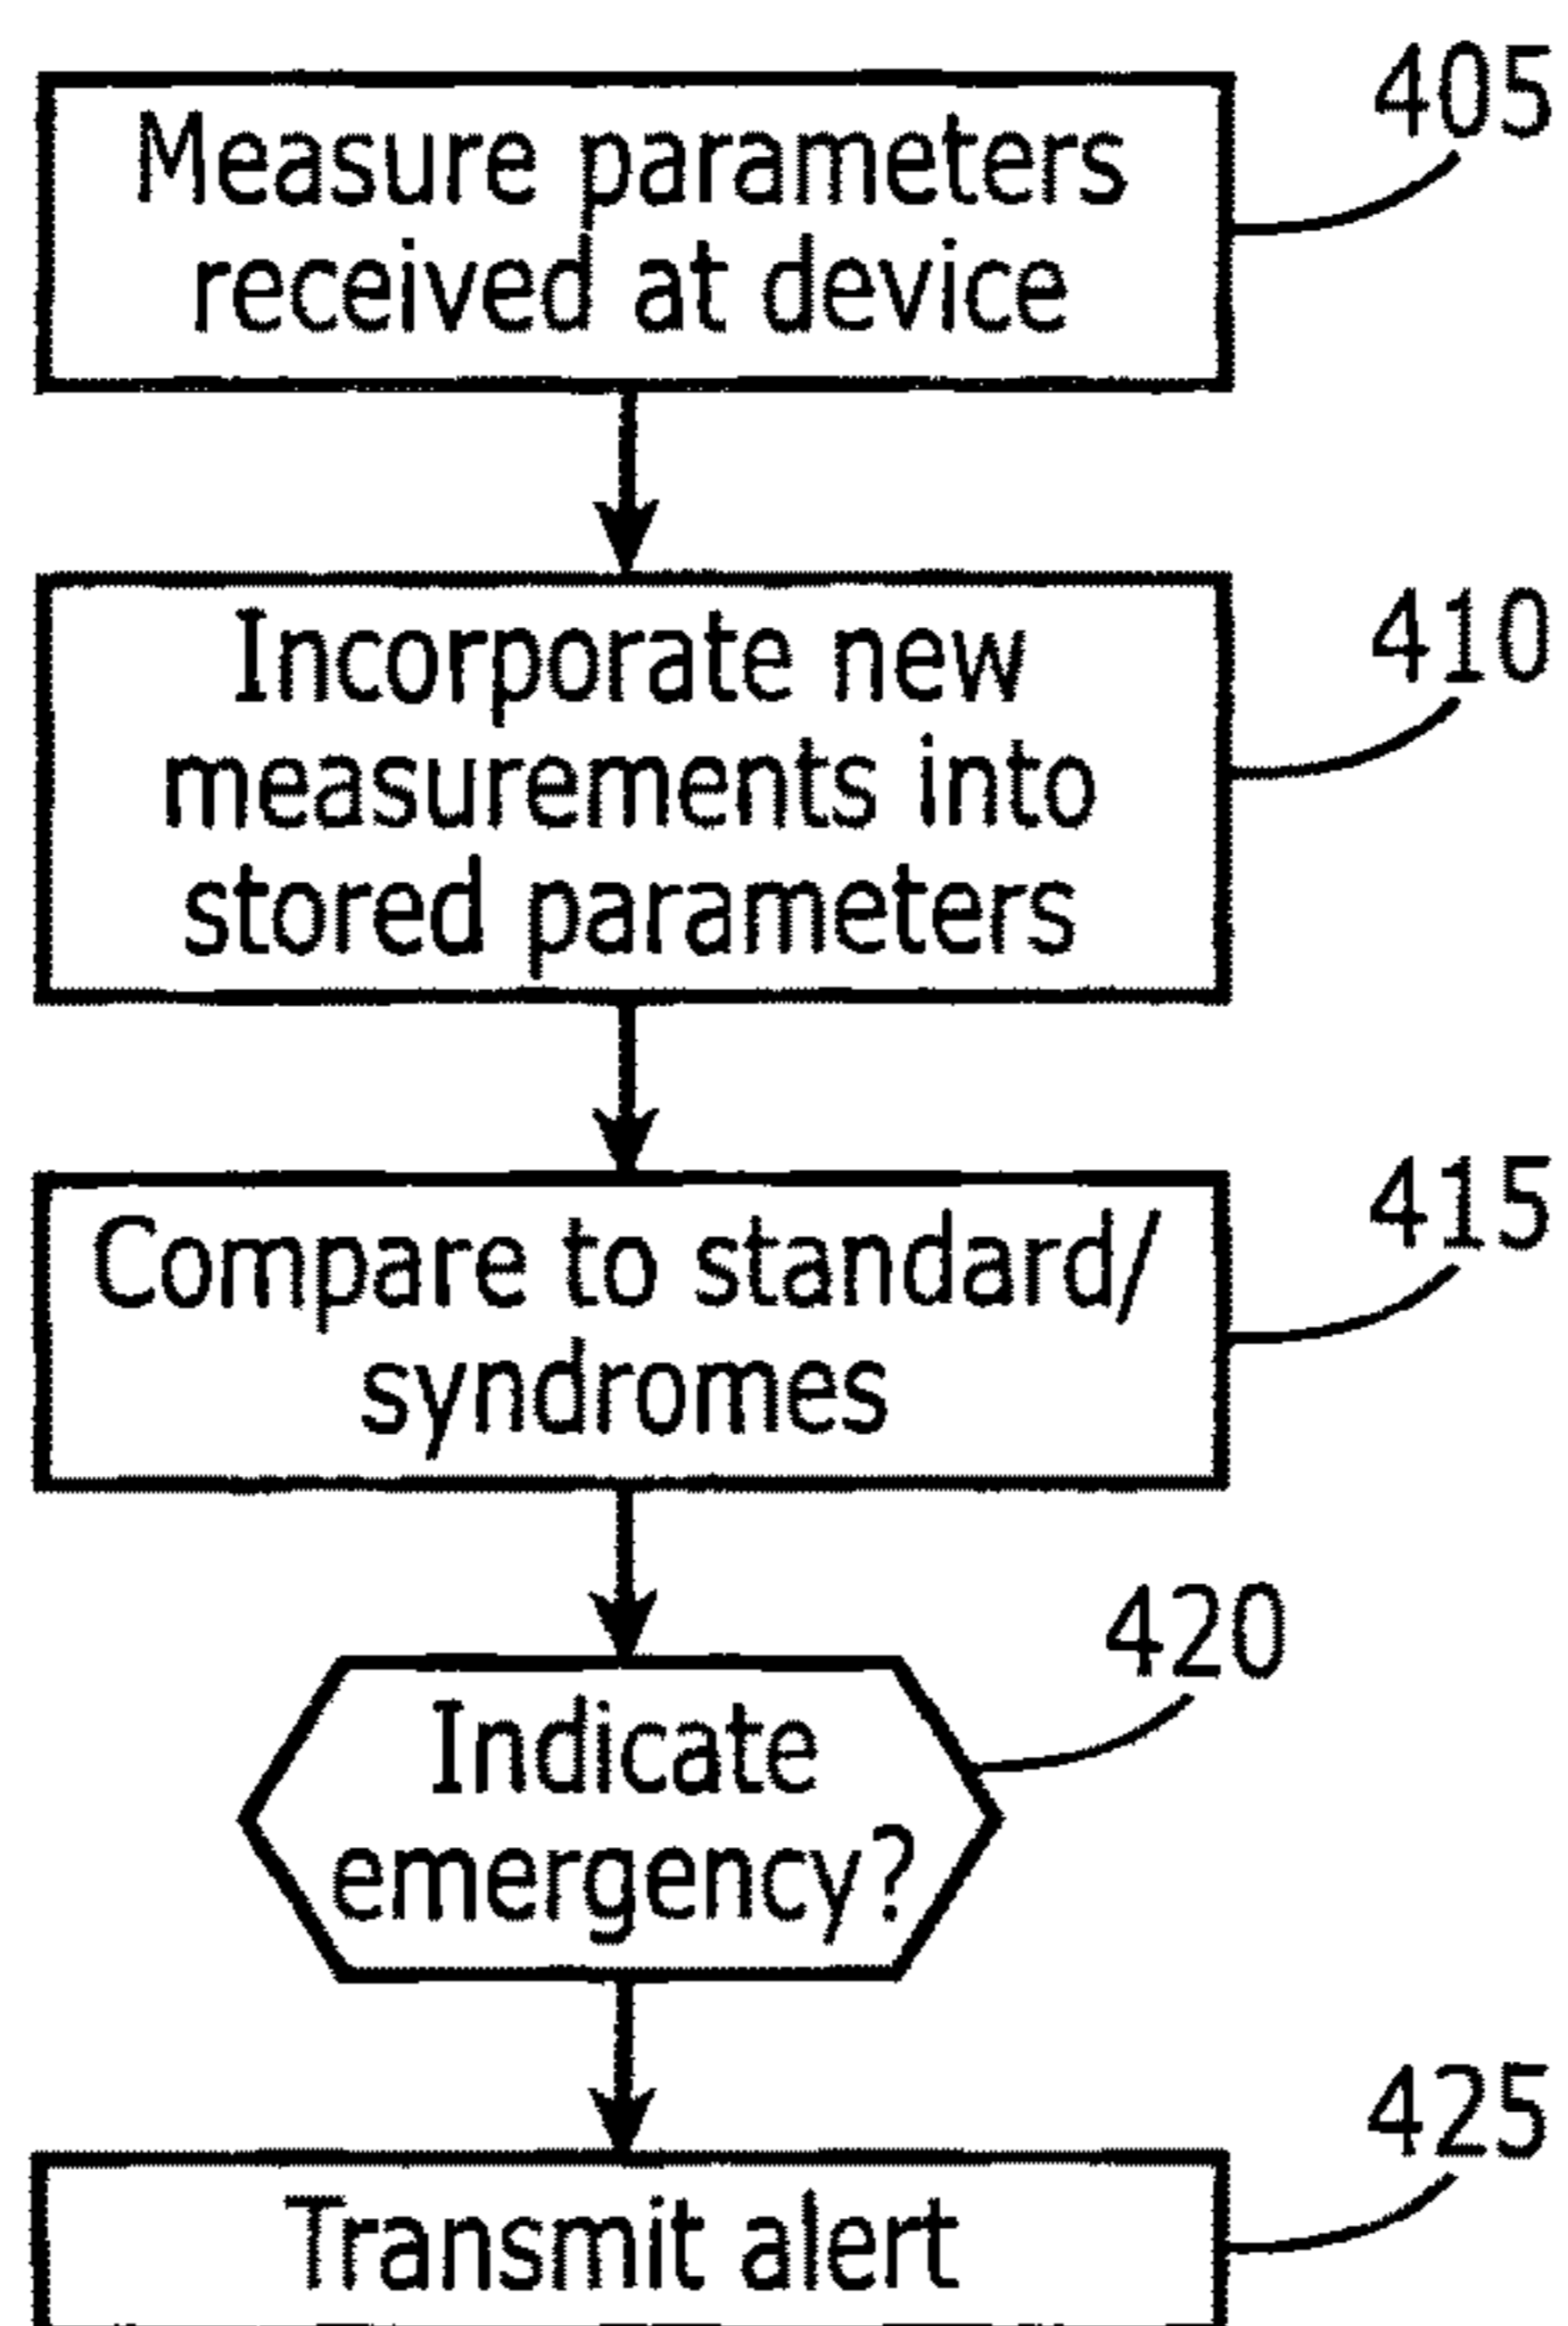 405
Measure parameters
received at device
410
Incorporate new
measurements into
stored parameters
415
Compare to standard/
syndromes
420
Indicate
emergency?
425
Transmit alert